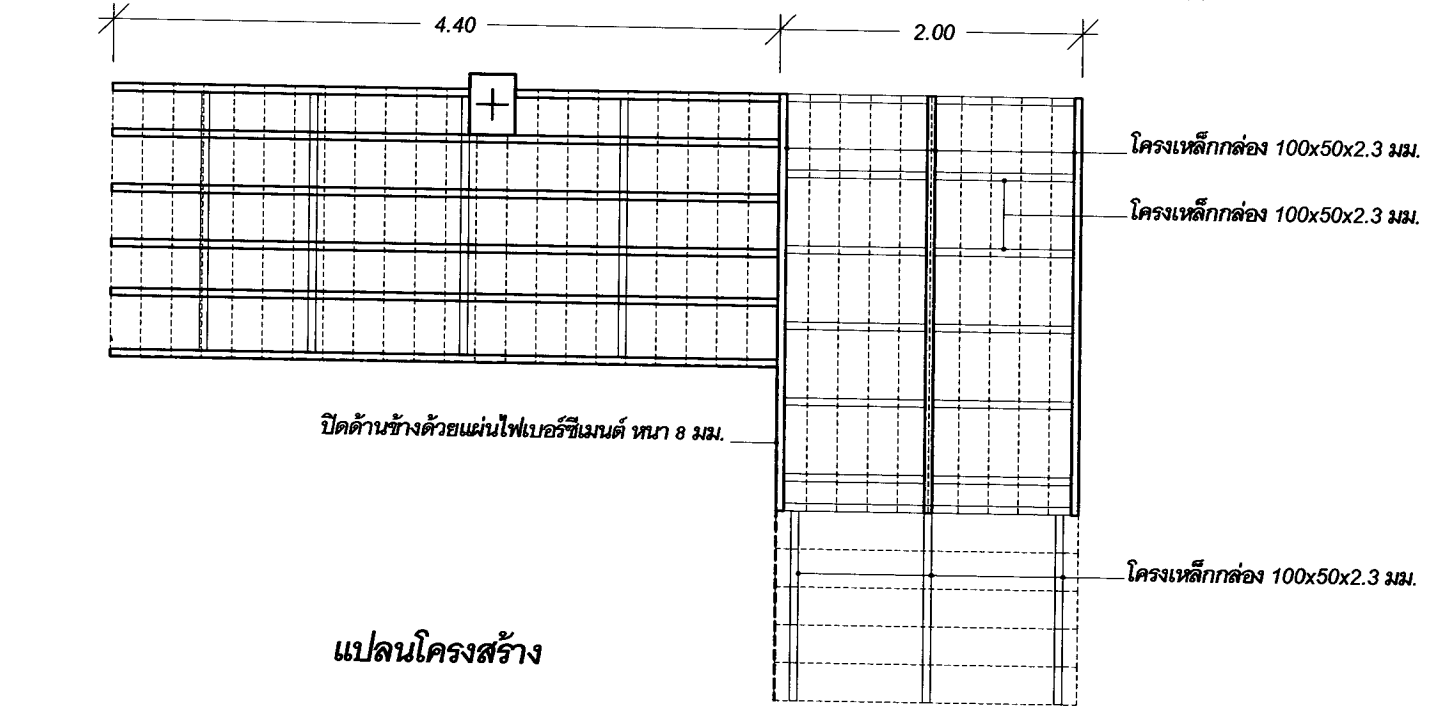 4.40
2.00
โครงเหล็กกล่อง 100x50x2.3 มม.
โครงเหล็กกล่อง 100x50x2.3 มม.
ปิดด้านข้างด้วยแผ่นไฟเบอร์ซีเมนต์ หนา 8 มม.
โครงเหล็กกล่อง 100x50x2.3 มม.
แปลนโครงสร้าง